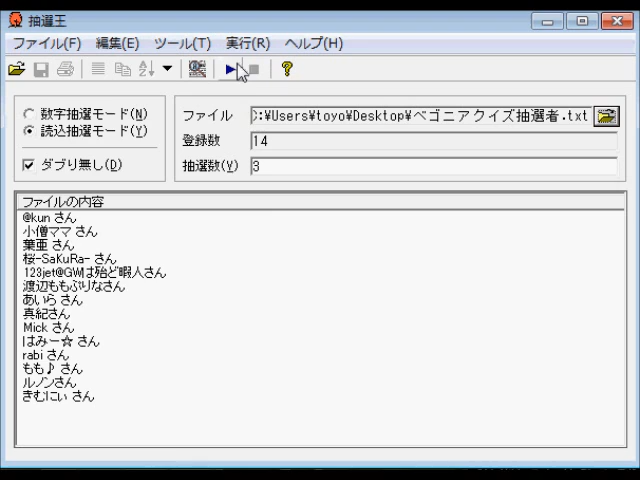 抽選王
ファイル(F) 編集(E) ツール(T) 実行(R) ヘルプ(H)
数字抽選モード(N)
読込抽選モード(Y)
ダブり無し(D)
ファイル :¥Users¥toyo¥Desktop¥ベゴニアクイズ抽選者.txt
登録数 14
抽選数(V) 3
ファイルの内容
@kun さん
小僧ママ さん
葉亜 さん
桜-SaKuRa- さん
123jet@GWは殆ど暇人さん
渡辺ももぷりなさん
あいら さん
真紀さん
Mick さん
はみー☆ さん
rabi さん
もも♪ さん
ルノンさん
きむにぃ さん